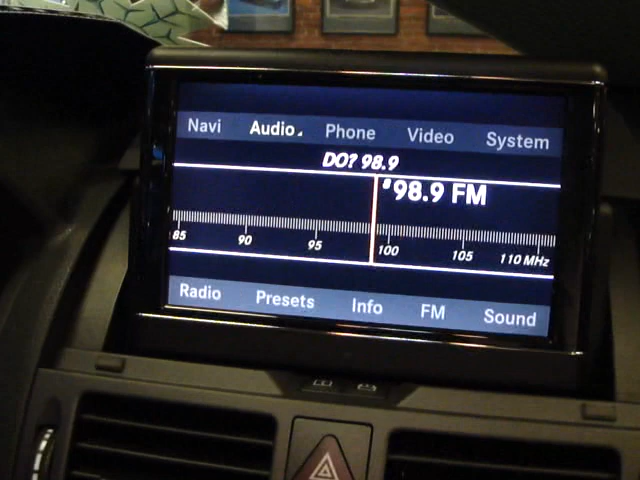 Navi Audio Phone Video System
DO? 98.9
98.9 FM
85 90 95 100 105 110 MHz
Radio Presets Info FM Sound